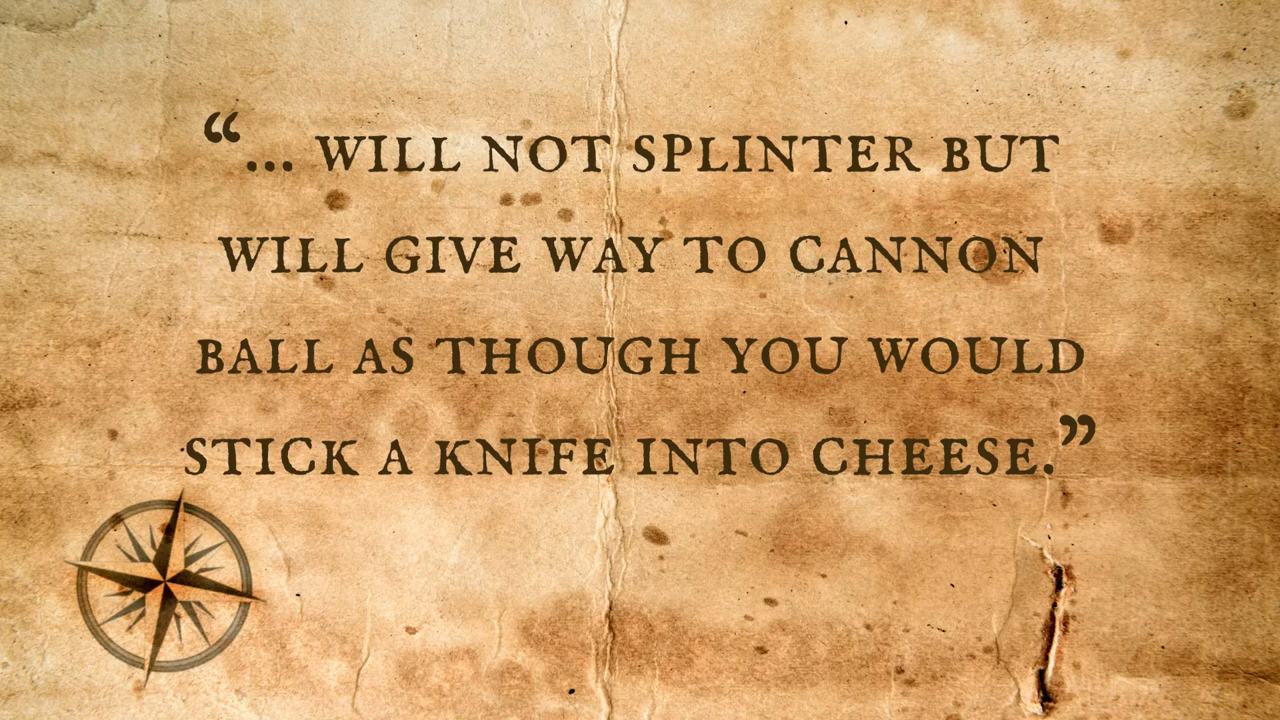 “... WILL NOT SPLINTER BUT
WILL GIVE WAY TO CANNON
BALL AS THOUGH YOU WOULD
STICK A KNIFE INTO CHEESE.”